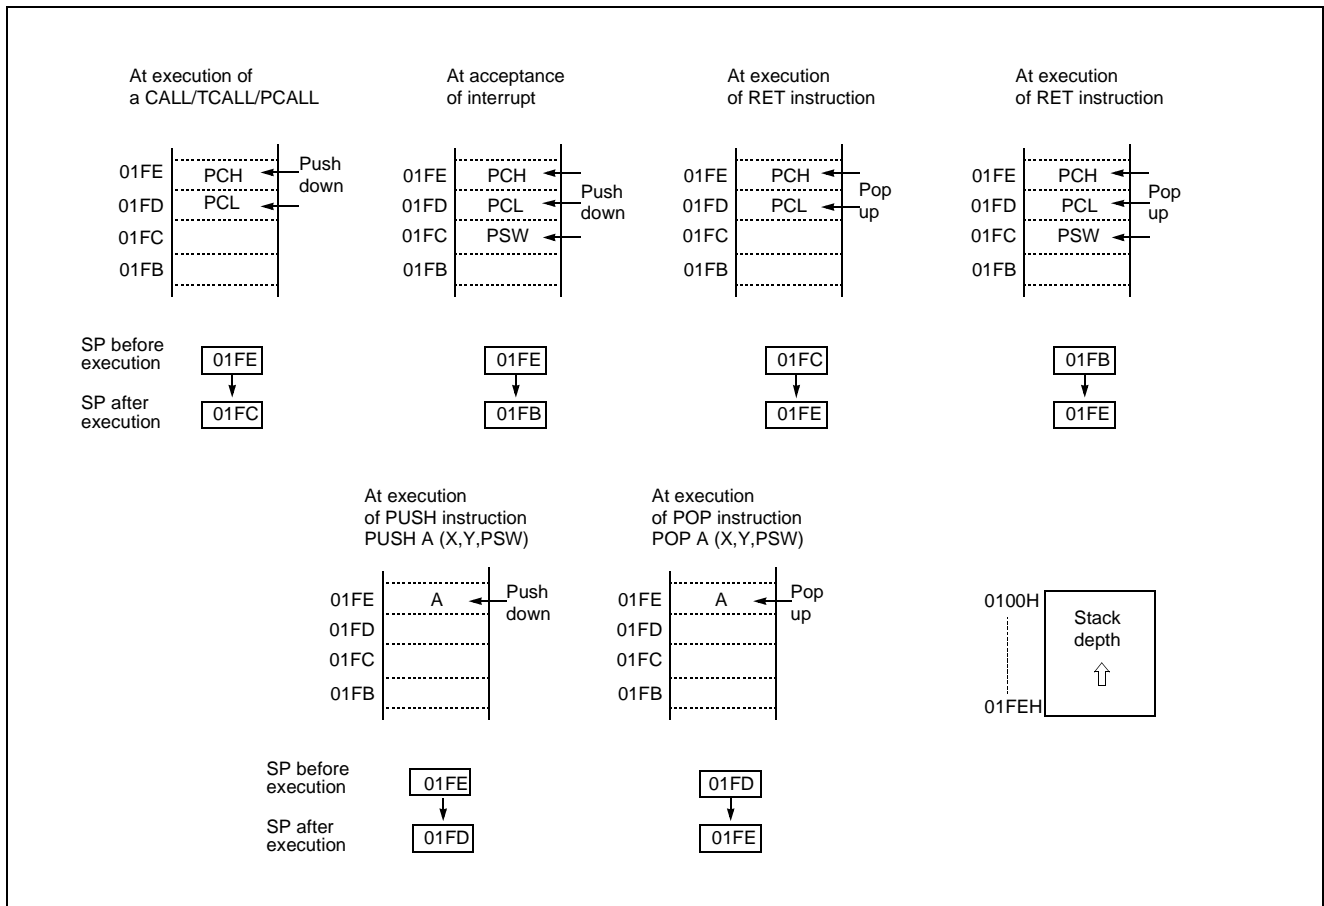 At execution of
a CALL/TCALL/PCALL
01FE
PCH
Push
down
01FD
PCL
01FC
01FB
At acceptance
of interrupt
01FE
PCH
01FD
PCL
Push
down
01FC
PSW
01FB
At execution
of RET instruction
01FE
PCH
01FD
PCL
Pop
up
01FC
01FB
At execution
of RET instruction
01FE
PCH
01FD
PCL
Pop
up
01FC
PSW
01FB
SP before
execution
01FE
01FE
01FC
01FB
SP after
execution
01FC
01FB
01FE
01FE
At execution
of PUSH instruction
PUSH A (X,Y,PSW)
01FE
A
Push
down
01FD
01FC
01FB
At execution
of POP instruction
POP A (X,Y,PSW)
01FE
A
Pop
up
01FD
01FC
01FB
0100H
Stack
depth
01FEH
SP before
execution
01FE
01FD
SP after
execution
01FD
01FE